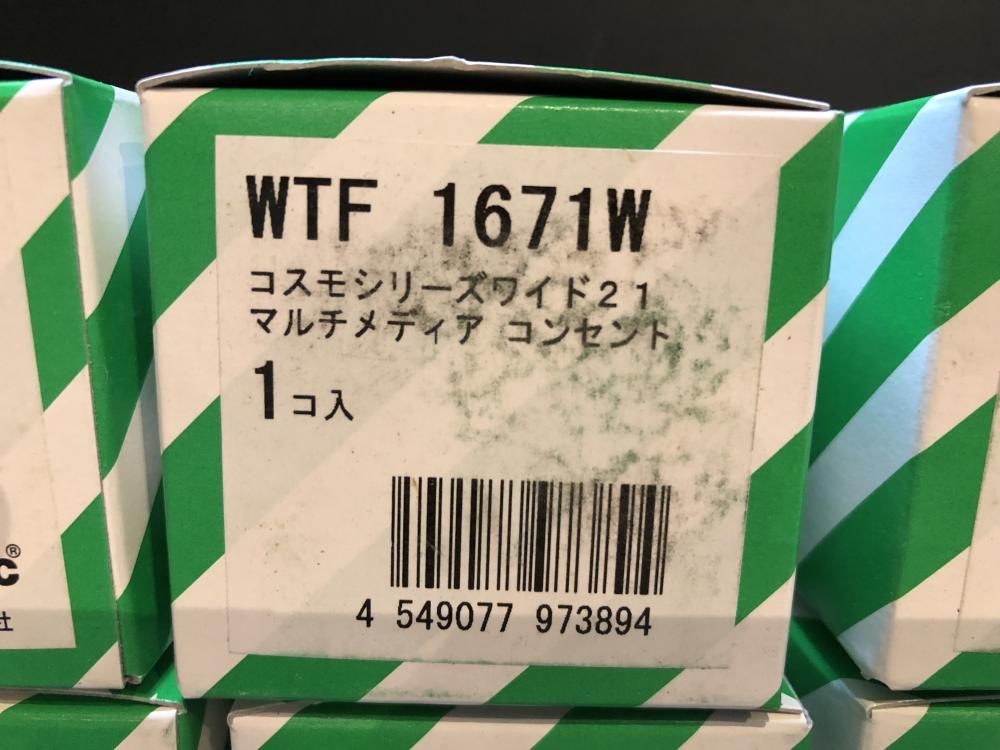 WTF 1671W
コスモシリーズワイド21
マルチメディア コンセント
1コ入
4 549077 973894
c®
社